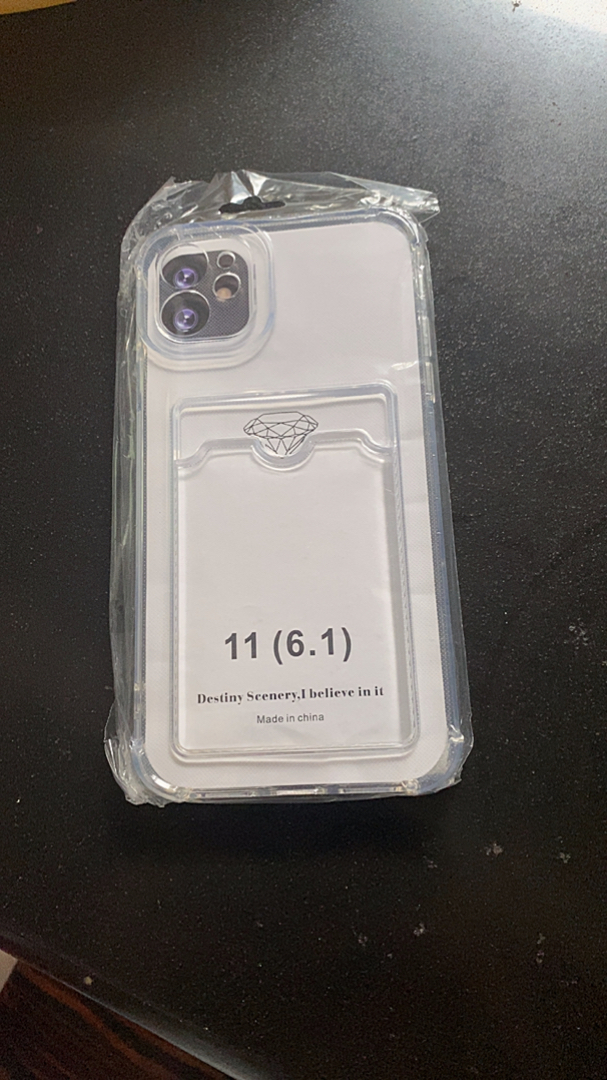 11 (6.1)
Destiny Scenery,I believe in it
Made in china